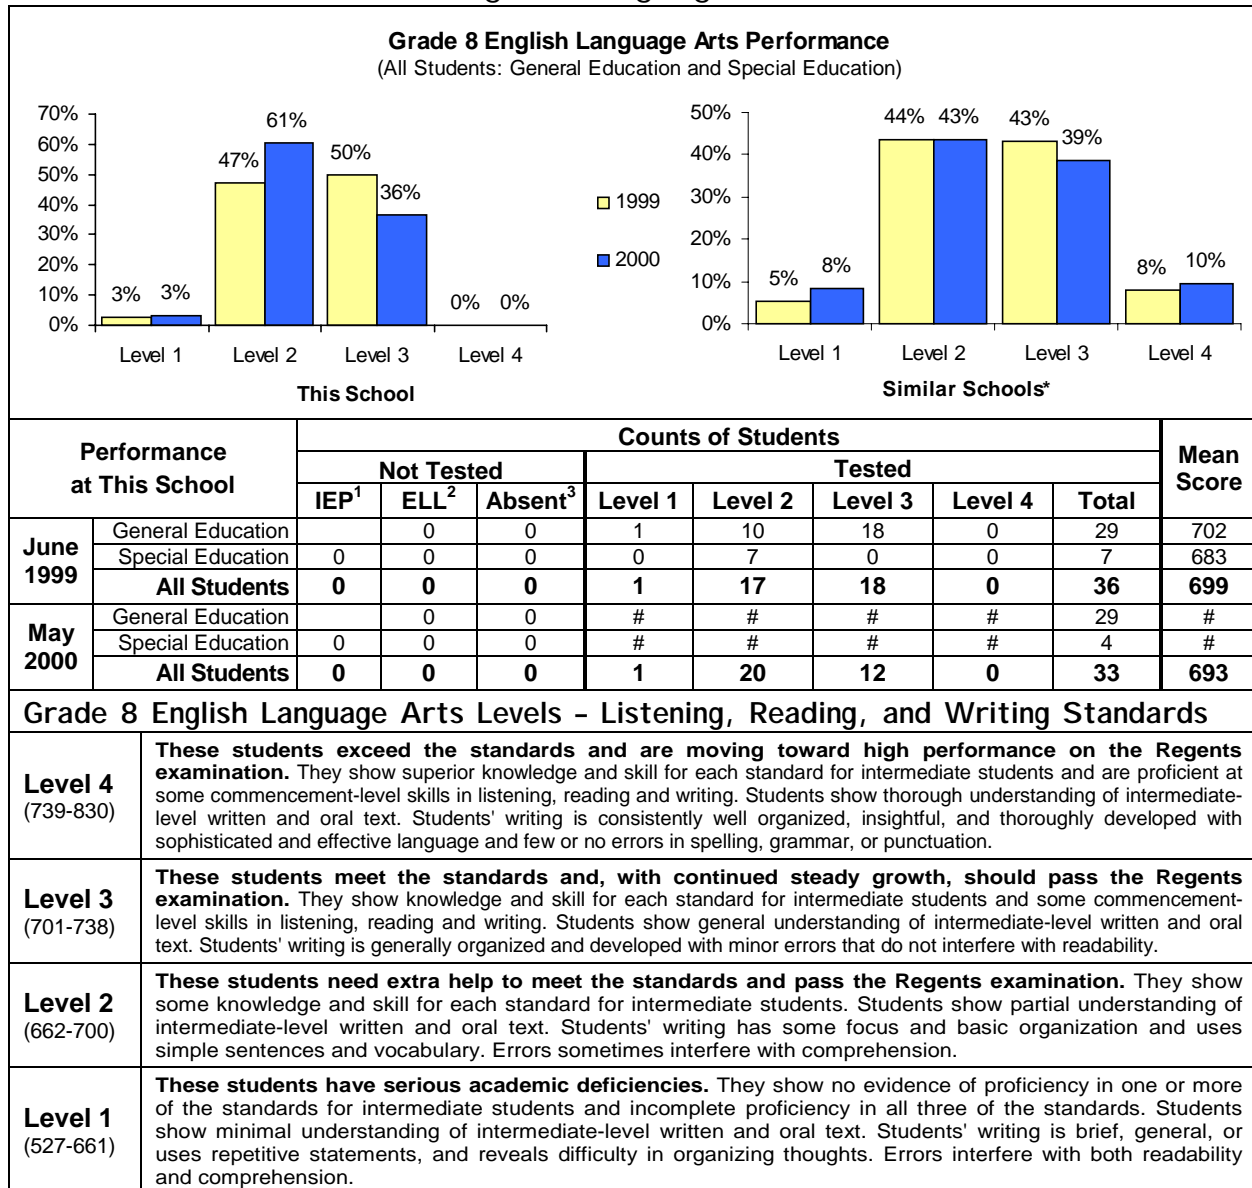 Grade 8 English Language Arts Performance
(All Students: General Education and Special Education)
70%
60%
50%
40%
30%
20%
10%
0%
3% 3%
47%
61%
50%
36%
0% 0%
Level 1 Level 2 Level 3 Level 4
This School
1999
2000
50%
40%
30%
20%
10%
0%
5% 8%
44% 43%
43% 39%
8% 10%
Level 1 Level 2 Level 3 Level 4
Similar Schools*
Performance
at This School
Counts of Students
Mean
Score
Not Tested Tested
IEP1 ELL2 Absent3 Level 1 Level 2 Level 3 Level 4 Total
June
1999
General Education 0 0 1 10 18 0 29 702
Special Education 0 0 0 0 7 0 0 7 683
All Students 0 0 0 1 17 18 0 36 699
May
2000
General Education 0 0 # # # # 29 #
Special Education 0 0 0 # # # # 4 #
All Students 0 0 0 1 20 12 0 33 693
Grade 8 English Language Arts Levels – Listening, Reading, and Writing Standards
Level 4
(739-830)
These students exceed the standards and are moving toward high performance on the Regents
examination. They show superior knowledge and skill for each standard for intermediate students and are proficient at
some commencement-level skills in listening, reading and writing. Students show thorough understanding of intermediate-
level written and oral text. Students' writing is consistently well organized, insightful, and thoroughly developed with
sophisticated and effective language and few or no errors in spelling, grammar, or punctuation.
Level 3
(701-738)
These students meet the standards and, with continued steady growth, should pass the Regents
examination. They show knowledge and skill for each standard for intermediate students and some commencement-
level skills in listening, reading and writing. Students show general understanding of intermediate-level written and oral
text. Students' writing is generally organized and developed with minor errors that do not interfere with readability.
Level 2
(662-700)
These students need extra help to meet the standards and pass the Regents examination. They show
some knowledge and skill for each standard for intermediate students. Students show partial understanding of
intermediate-level written and oral text. Students' writing has some focus and basic organization and uses
simple sentences and vocabulary. Errors sometimes interfere with comprehension.
Level 1
(527-661)
These students have serious academic deficiencies. They show no evidence of proficiency in one or more
of the standards for intermediate students and incomplete proficiency in all three of the standards. Students
show minimal understanding of intermediate-level written and oral text. Students' writing is brief, general, or
uses repetitive statements, and reveals difficulty in organizing thoughts. Errors interfere with both readability
and comprehension.